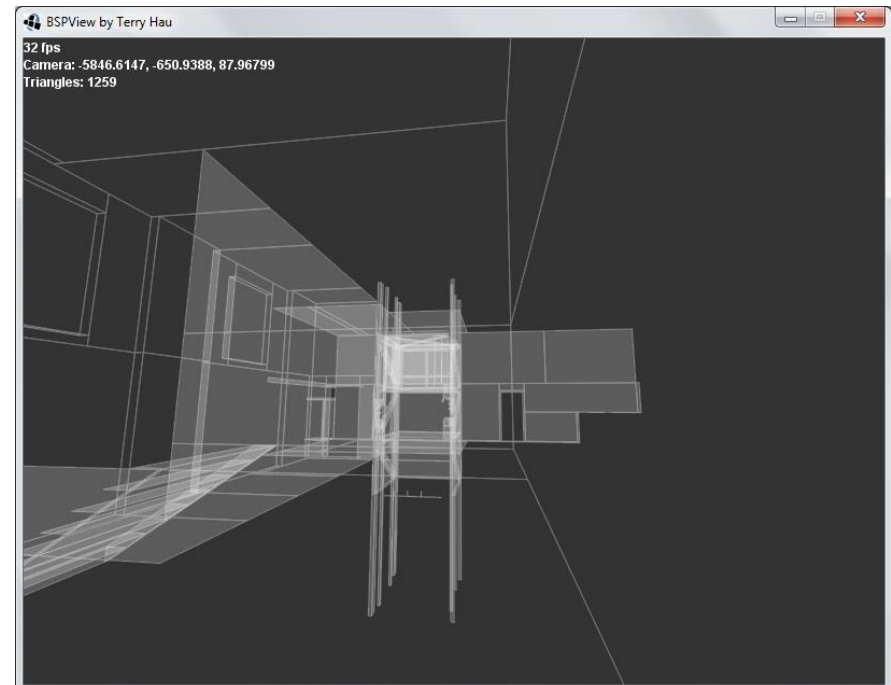 BSPView by Terry Hau
32 fps
Camera: -5846.6147, -650.9388, 87.96799
Triangles: 1259